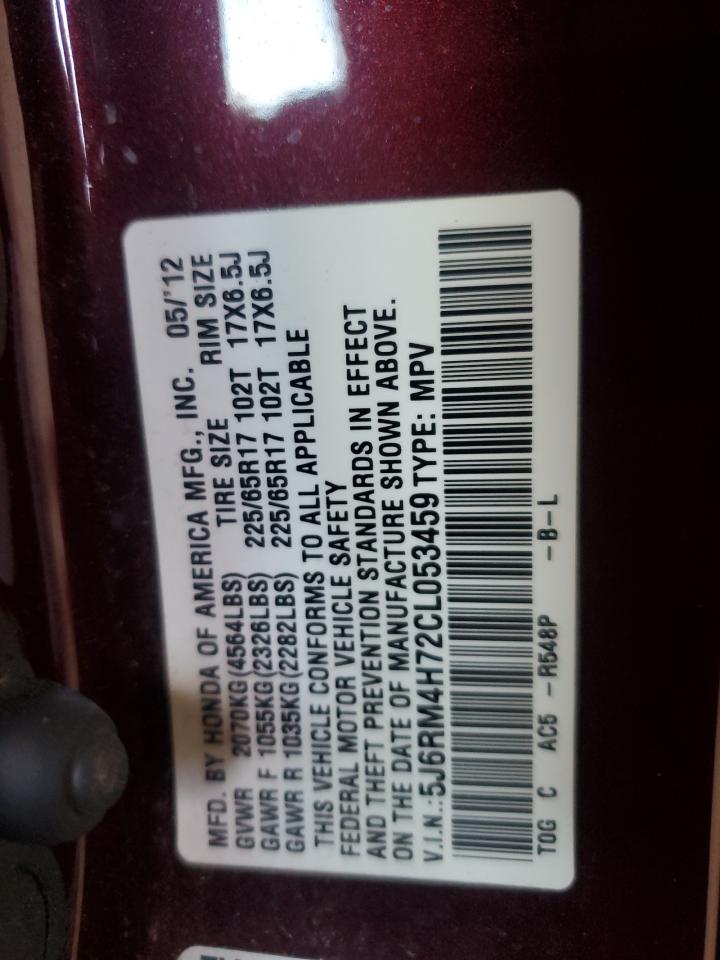 MFD. BY HONDA OF AMERICA MFG., INC. 05/'12
GVWR 2070KG(4564LBS) TIRE SIZE RIM SIZE
GAWR F 1055KG(2326LBS) 225/65R17 102T 17X6.5J
GAWR R 1035KG(2282LBS) 225/65R17 102T 17X6.5J
THIS VEHICLE CONFORMS TO ALL APPLICABLE
FEDERAL MOTOR VEHICLE SAFETY
AND THEFT PREVENTION STANDARDS IN EFFECT
ON THE DATE OF MANUFACTURE SHOWN ABOVE.
V.I.N.:5J6RM4H72CL053459 TYPE: MPV
T0G C AC5 -R548P -B-L